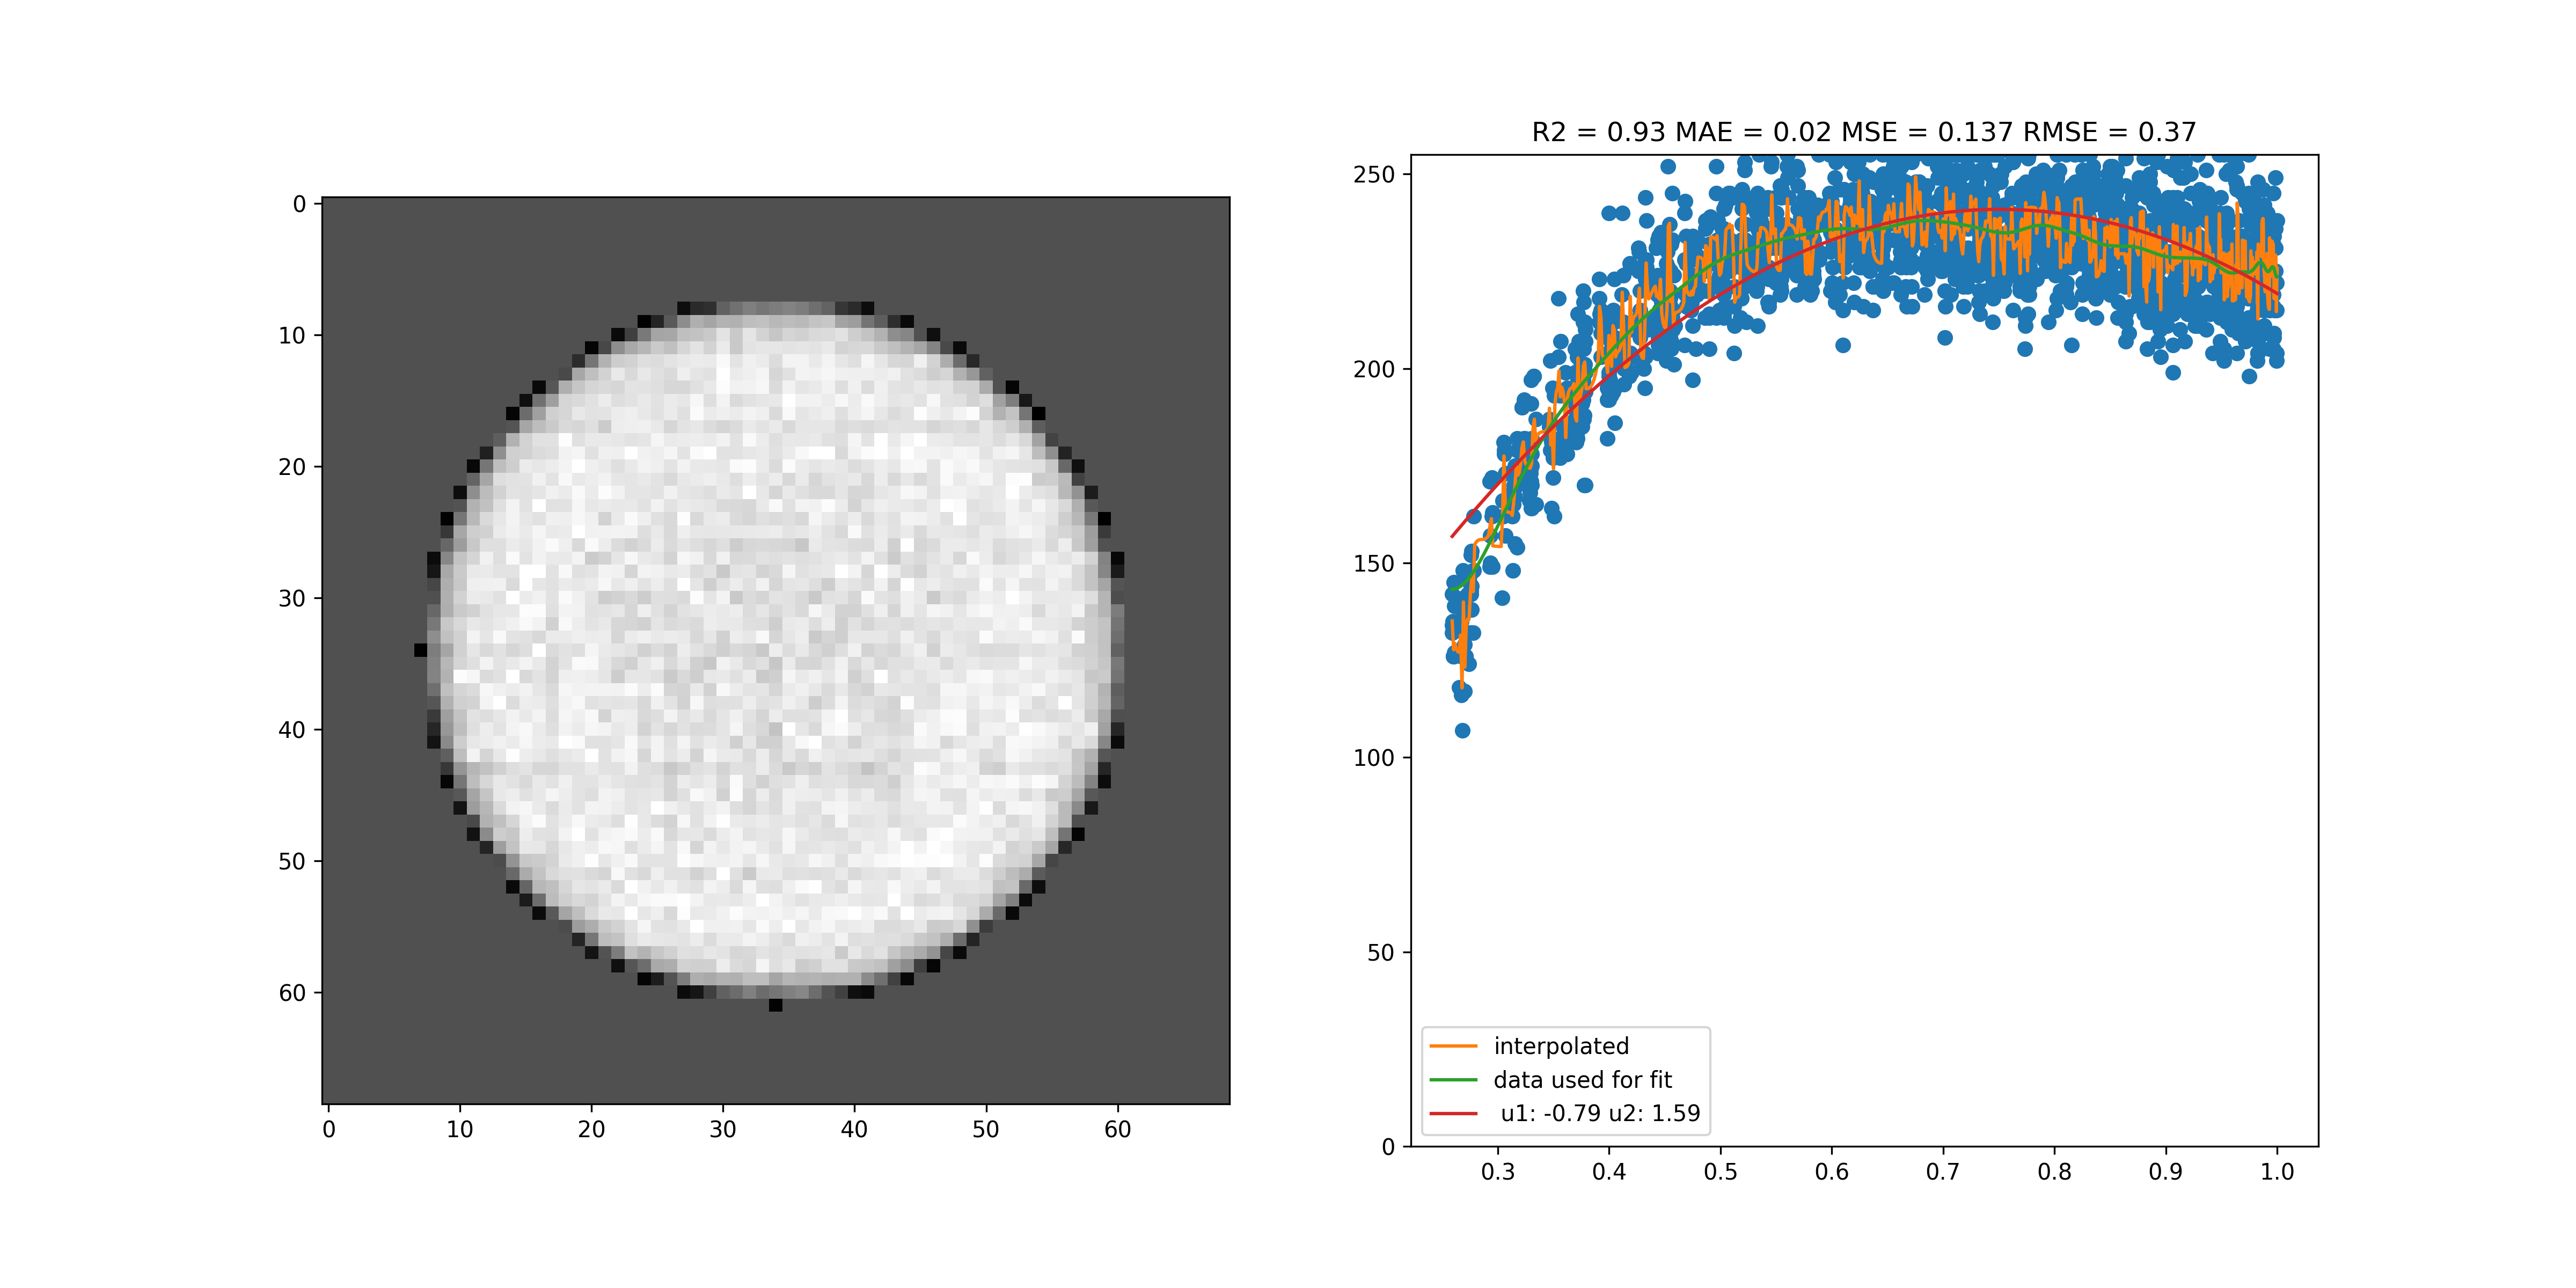 R2 = 0.93 MAE = 0.02 MSE = 0.137 RMSE = 0.37
0
10
20
30
40
50
60
0 10 20 30 40 50 60
250
200
150
100
50
0
interpolated
data used for fit
u1: -0.79 u2: 1.59
0.3 0.4 0.5 0.6 0.7 0.8 0.9 1.0